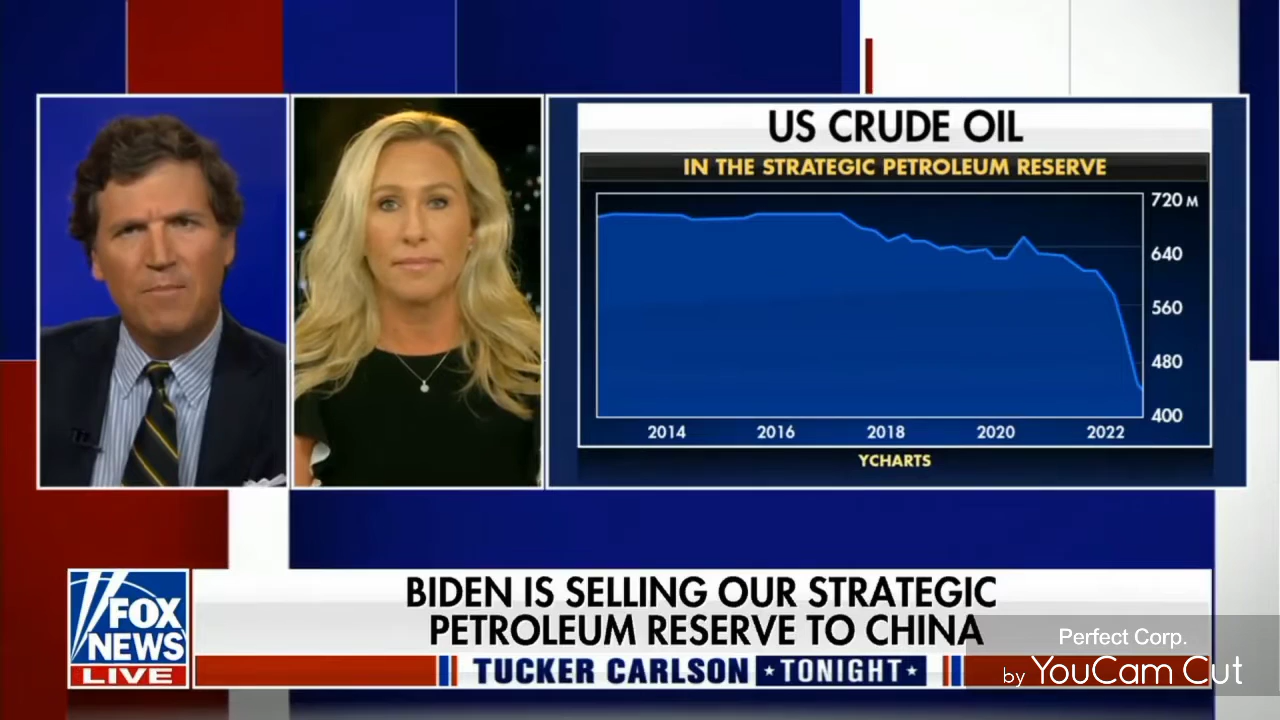 US CRUDE OIL
IN THE STRATEGIC PETROLEUM RESERVE
720 M
640
560
480
400
2014 2016 2018 2020 2022
YCHARTS
BIDEN IS SELLING OUR STRATEGIC
PETROLEUM RESERVE TO CHINA
FOX
NEWS
LIVE
TUCKER CARLSON TONIGHT
Perfect Corp.
by YouCam Cut